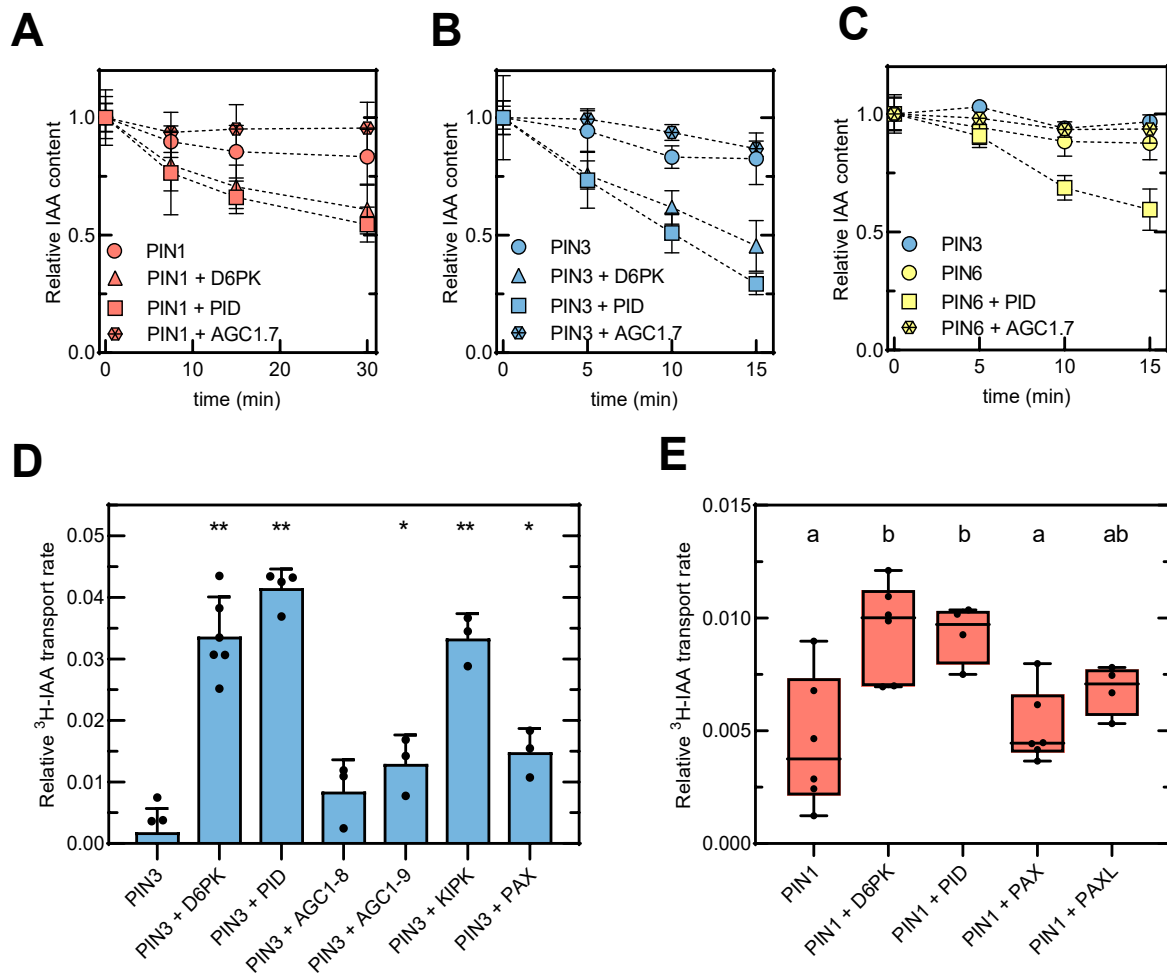 A
B
C
Relative IAA content
1.0
0.5
0.0
0
10
20
30
time (min)
PIN1
PIN1 + D6PK
PIN1 + PID
PIN1 + AGC1.7
Relative IAA content
1.0
0.5
0.0
0
5
10
15
time (min)
PIN3
PIN3 + D6PK
PIN3 + PID
PIN3 + AGC1.7
Relative IAA content
1.0
0.5
0.0
0
5
10
15
time (min)
PIN3
PIN6
PIN6 + PID
PIN6 + AGC1.7
D
Relative ³H-IAA transport rate
0.05
0.04
0.03
0.02
0.01
0.00
**
**
*
**
*
PIN3
PIN3 + D6PK
PIN3 + PID
PIN3 + AGC1-8
PIN3 + AGC1-9
PIN3 + KIPK
PIN3 + PAX
E
Relative ³H-IAA transport rate
0.015
0.010
0.005
0.000
a
b
b
a
ab
PIN1
PIN1 + D6PK
PIN1 + PID
PIN1 + PAX
PIN1 + PAXL